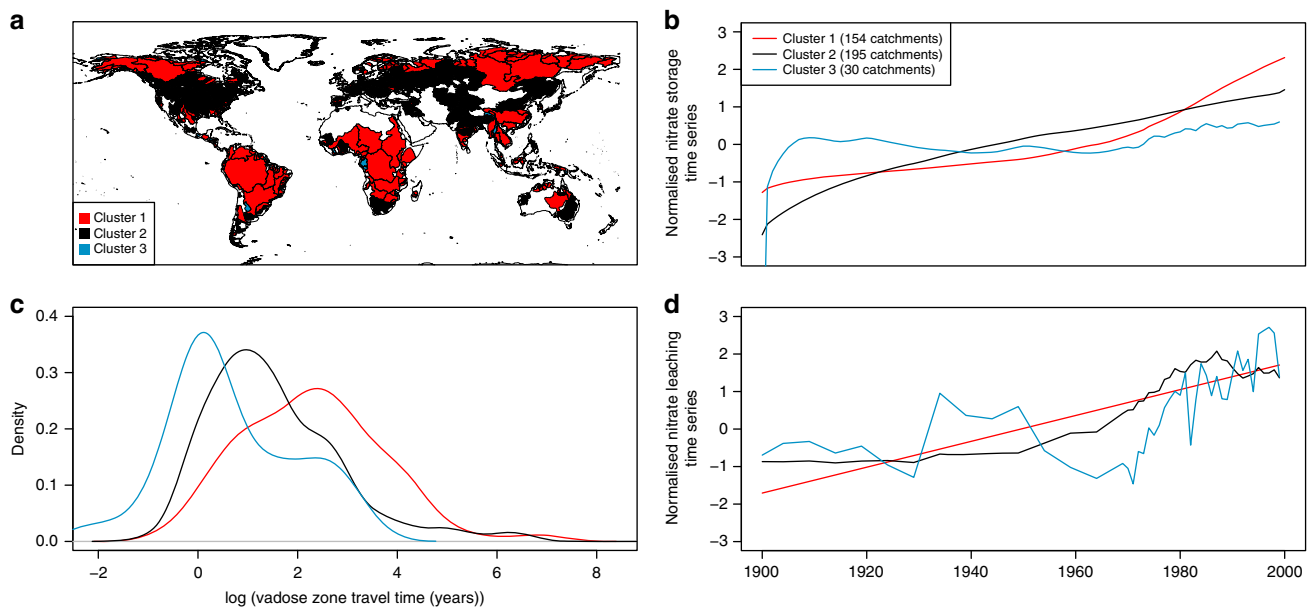 a
Cluster 1
Cluster 2
Cluster 3
b
Cluster 1 (154 catchments)
Cluster 2 (195 catchments)
Cluster 3 (30 catchments)
3
2
1
0
−1
−2
−3
Normalised nitrate storage
time series
c
0.4
0.3
0.2
0.1
0.0
Density
−2
0
2
4
6
8
log (vadose zone travel time (years))
d
3
2
1
0
−1
−2
−3
Normalised nitrate leaching
time series
1900
1920
1940
1960
1980
2000